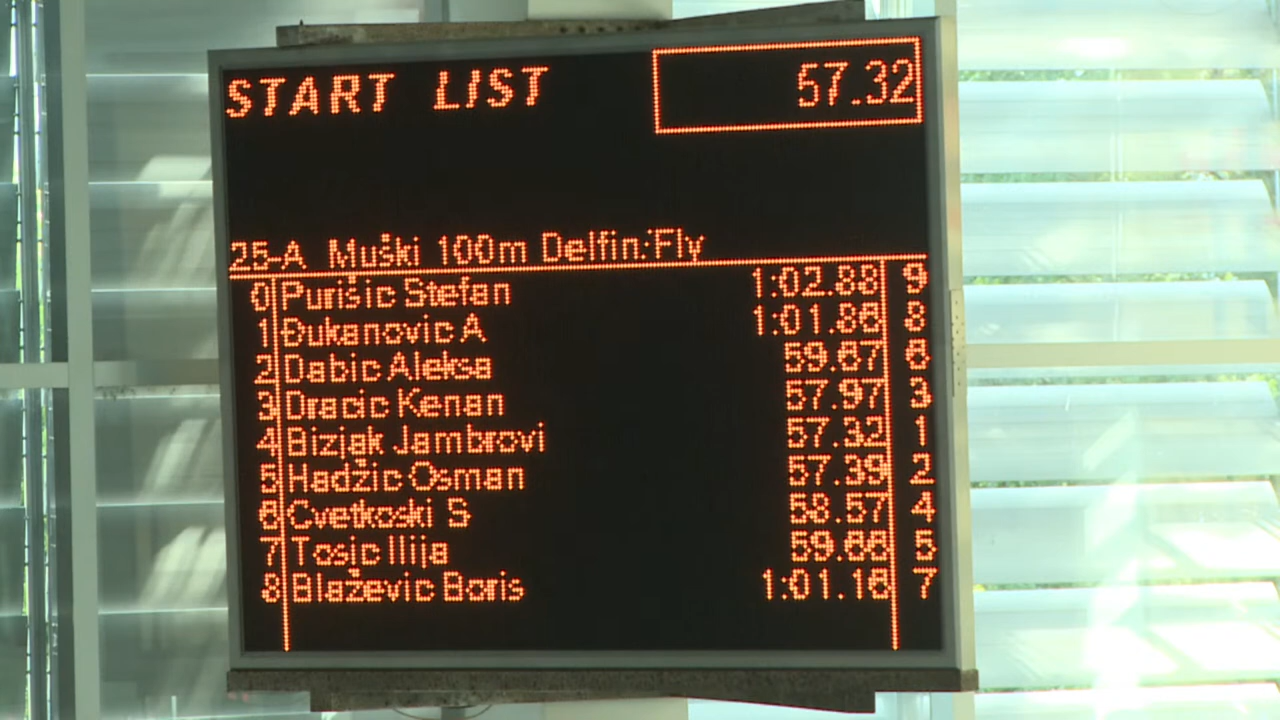 START LIST 57.32
25-A Muški 100m Delfin:Fly
0 Purišic Stefan 1:02.88 9
1 Đukanovic A 1:01.86 8
2 Dabic Aleksa 59.67 6
3 Dracic Kenan 57.97 3
4 Bizjak Jambrovi 57.32 1
5 Hadžic Osman 57.39 2
6 Cvetkoski S 58.57 4
7 Tosic Ilija 59.66 5
8 Blaževic Boris 1:01.16 7